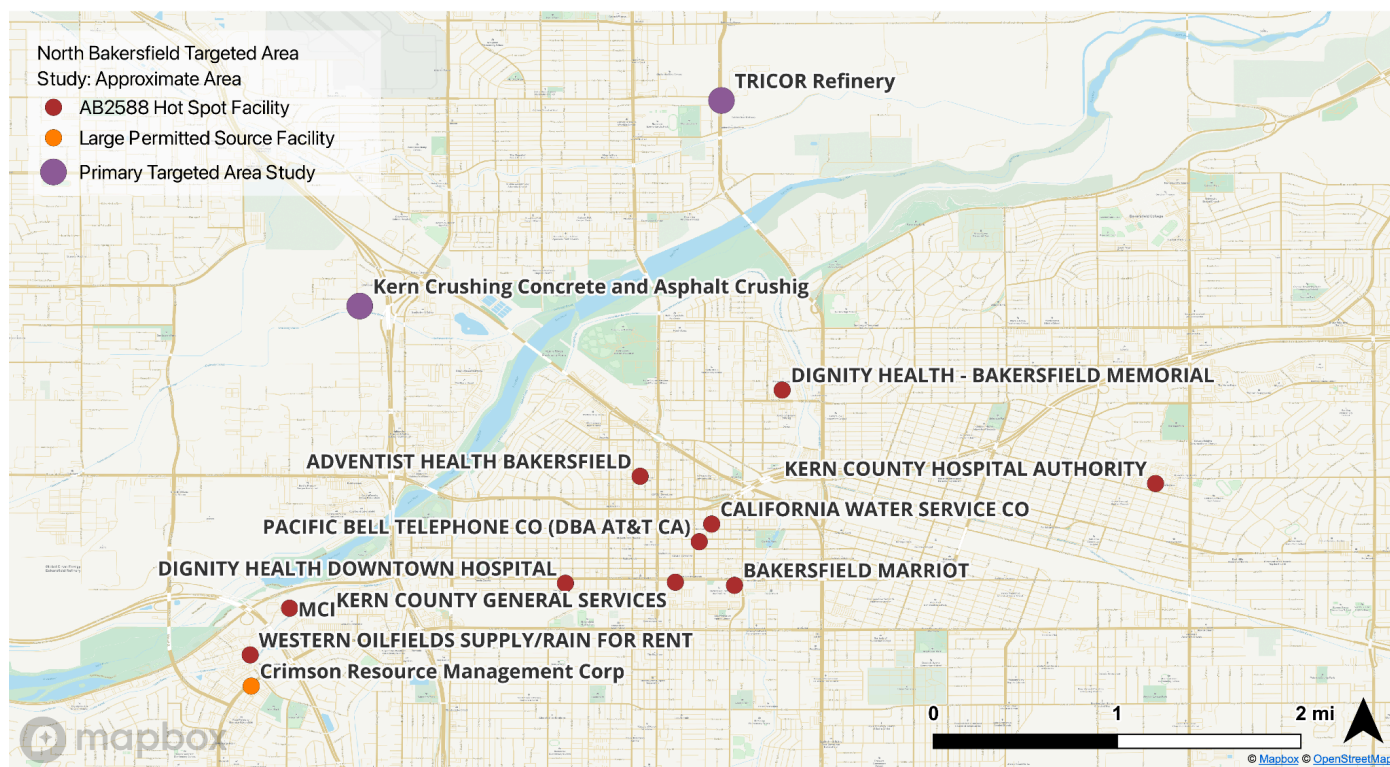 North Bakersfield Targeted Area
Study: Approximate Area
AB2588 Hot Spot Facility
Large Permitted Source Facility
Primary Targeted Area Study
TRICOR Refinery
Kern Crushing Concrete and Asphalt Crushig
DIGNITY HEALTH - BAKERSFIELD MEMORIAL
ADVENTIST HEALTH BAKERSFIELD
KERN COUNTY HOSPITAL AUTHORITY
CALIFORNIA WATER SERVICE CO
PACIFIC BELL TELEPHONE CO (DBA AT&T CA)
DIGNITY HEALTH DOWNTOWN HOSPITAL
BAKERSFIELD MARRIOT
KERN COUNTY GENERAL SERVICES
MCI
WESTERN OILFIELDS SUPPLY/RAIN FOR RENT
Crimson Resource Management Corp
0 1 2 mi
mapbox
© Mapbox © OpenStreetMap